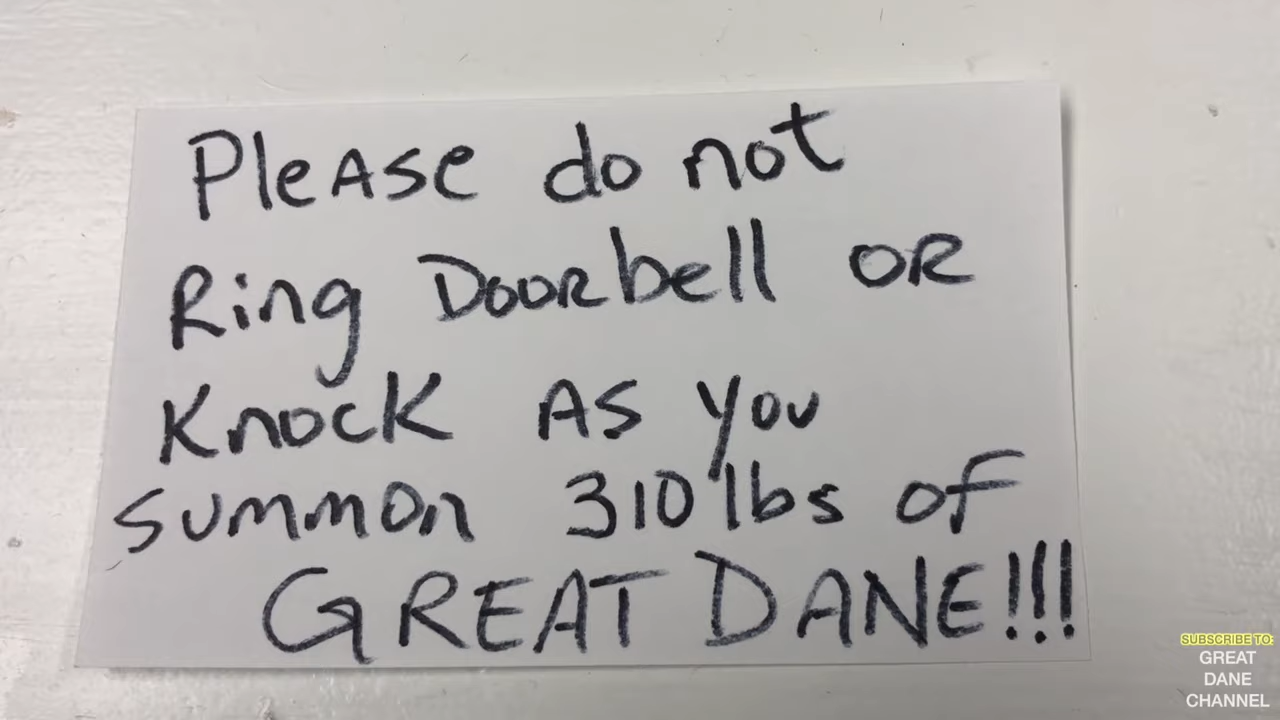 Please do not
Ring Doorbell OR
Knock AS you
summon 310 lbs of
GREAT DANE!!!
SUBSCRIBE TO:
GREAT
DANE
CHANNEL